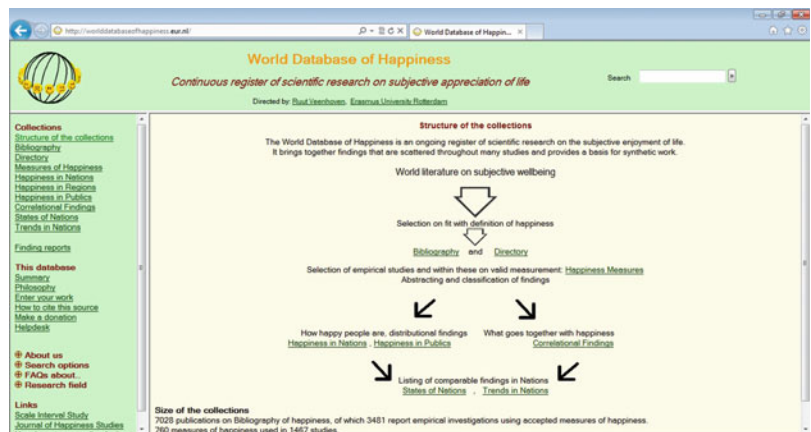 http://worlddatabaseofhappiness.eur.nl/
World Database of Happin...
World Database of Happiness
Continuous register of scientific research on subjective appreciation of life
Search
Directed by: Ruut Veenhoven, Erasmus University Rotterdam
Collections
Structure of the collections
Bibliography
Directory
Measures of Happiness
Happiness in Nations
Happiness in Regions
Happiness in Publics
Correlational Findings
States of Nations
Trends in Nations
Finding reports
This database
Summary
Philosophy
Enter your work
How to cite this source
Make a donation
Helpdesk
About us
Search options
FAQs about..
Research field
Links
Scale Interval Study
Journal of Happiness Studies
Structure of the collections
The World Database of Happiness is an ongoing register of scientific research on the subjective enjoyment of life.
It brings together findings that are scattered throughout many studies and provides a basis for synthetic work.
World literature on subjective wellbeing
Selection on fit with definition of happiness
Bibliography and Directory
Selection of empirical studies and within these on valid measurement: Happiness Measures
Abstracting and classification of findings
How happy people are, distributional findings
Happiness in Nations , Happiness in Publics
What goes together with happiness
Correlational Findings
Listing of comparable findings in Nations
States of Nations , Trends in Nations
Size of the collections
7028 publications on Bibliography of happiness, of which 3481 report empirical investigations using accepted measures of happiness.
760 measures of happiness used in 1467 studies